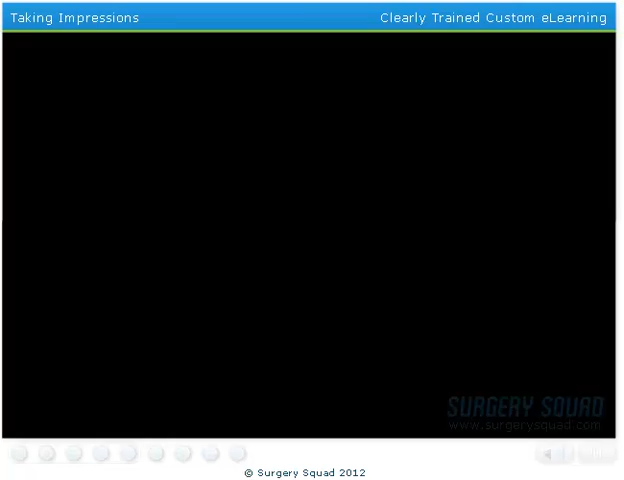 Taking Impressions
Clearly Trained Custom eLearning
SURGERY SQUAD
www.surgerysquad.com
© Surgery Squad 2012